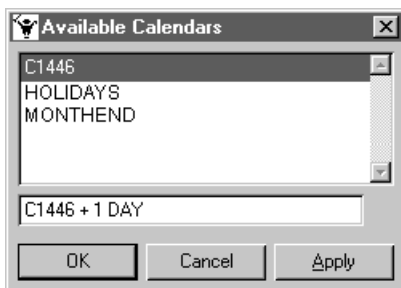 Available Calendars
C1446
HOLIDAYS
MONTHEND
C1446 + 1 DAY
OK Cancel Apply